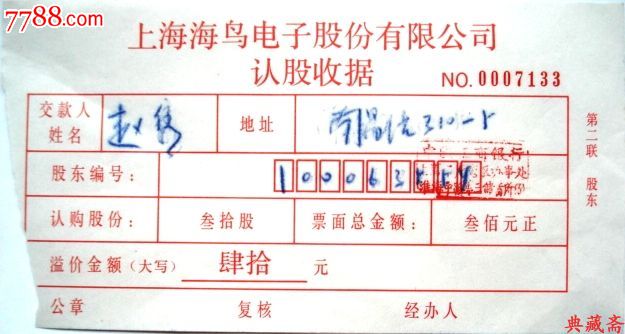 7788.com
上海海鸟电子股份有限公司
认股收据
NO.0007133
交款人姓名
赵
地址
南昌
第二联 股东
股东编号：
认购股份： 叁拾股 票面总金额： 叁佰元正
溢价金额（大写） 肆拾 元
公章 复核 经办人
典藏斋